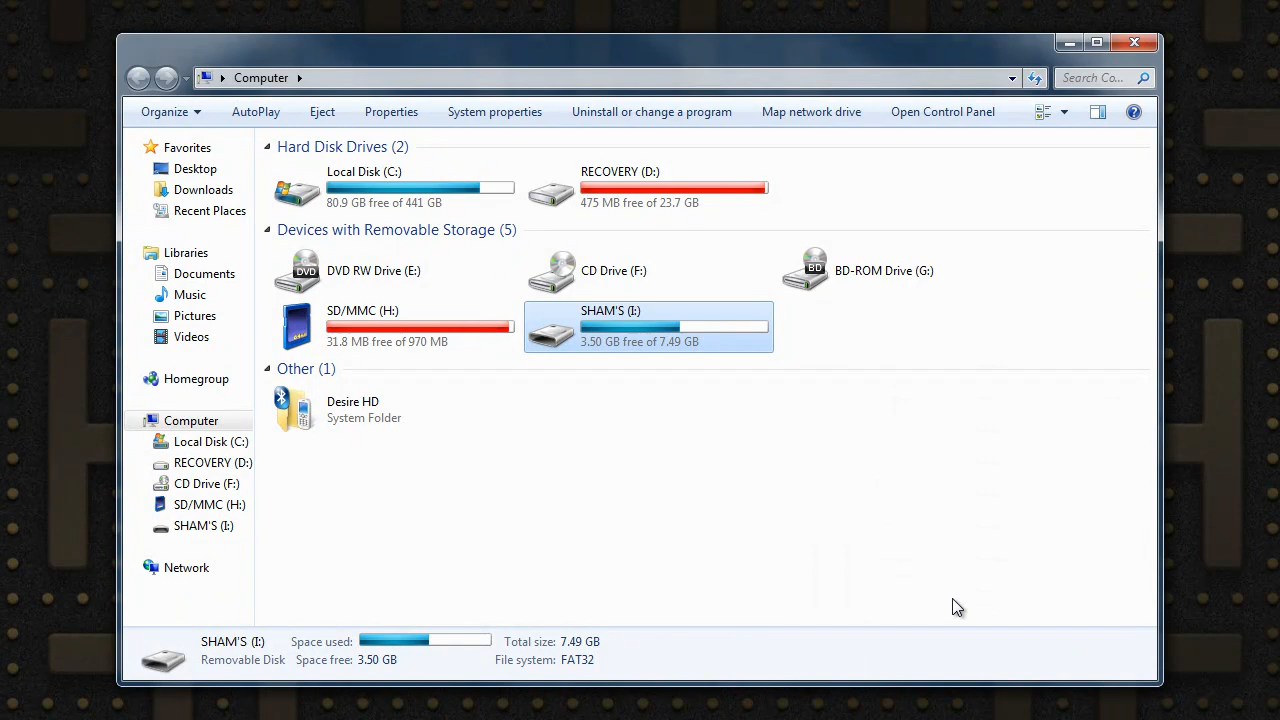 Computer
Search Co...
Organize AutoPlay Eject Properties System properties Uninstall or change a program Map network drive Open Control Panel
Favorites
Desktop
Downloads
Recent Places
Libraries
Documents
Music
Pictures
Videos
Homegroup
Computer
Local Disk (C:)
RECOVERY (D:)
CD Drive (F:)
SD/MMC (H:)
SHAM'S (I:)
Network
Hard Disk Drives (2)
Local Disk (C:)
80.9 GB free of 441 GB
RECOVERY (D:)
475 MB free of 23.7 GB
Devices with Removable Storage (5)
DVD
DVD RW Drive (E:)
CD Drive (F:)
BD
BD-ROM Drive (G:)
SD/MMC (H:)
31.8 MB free of 970 MB
SHAM'S (I:)
3.50 GB free of 7.49 GB
Other (1)
Desire HD
System Folder
SHAM'S (I:) Space used: Total size: 7.49 GB
Removable Disk Space free: 3.50 GB File system: FAT32